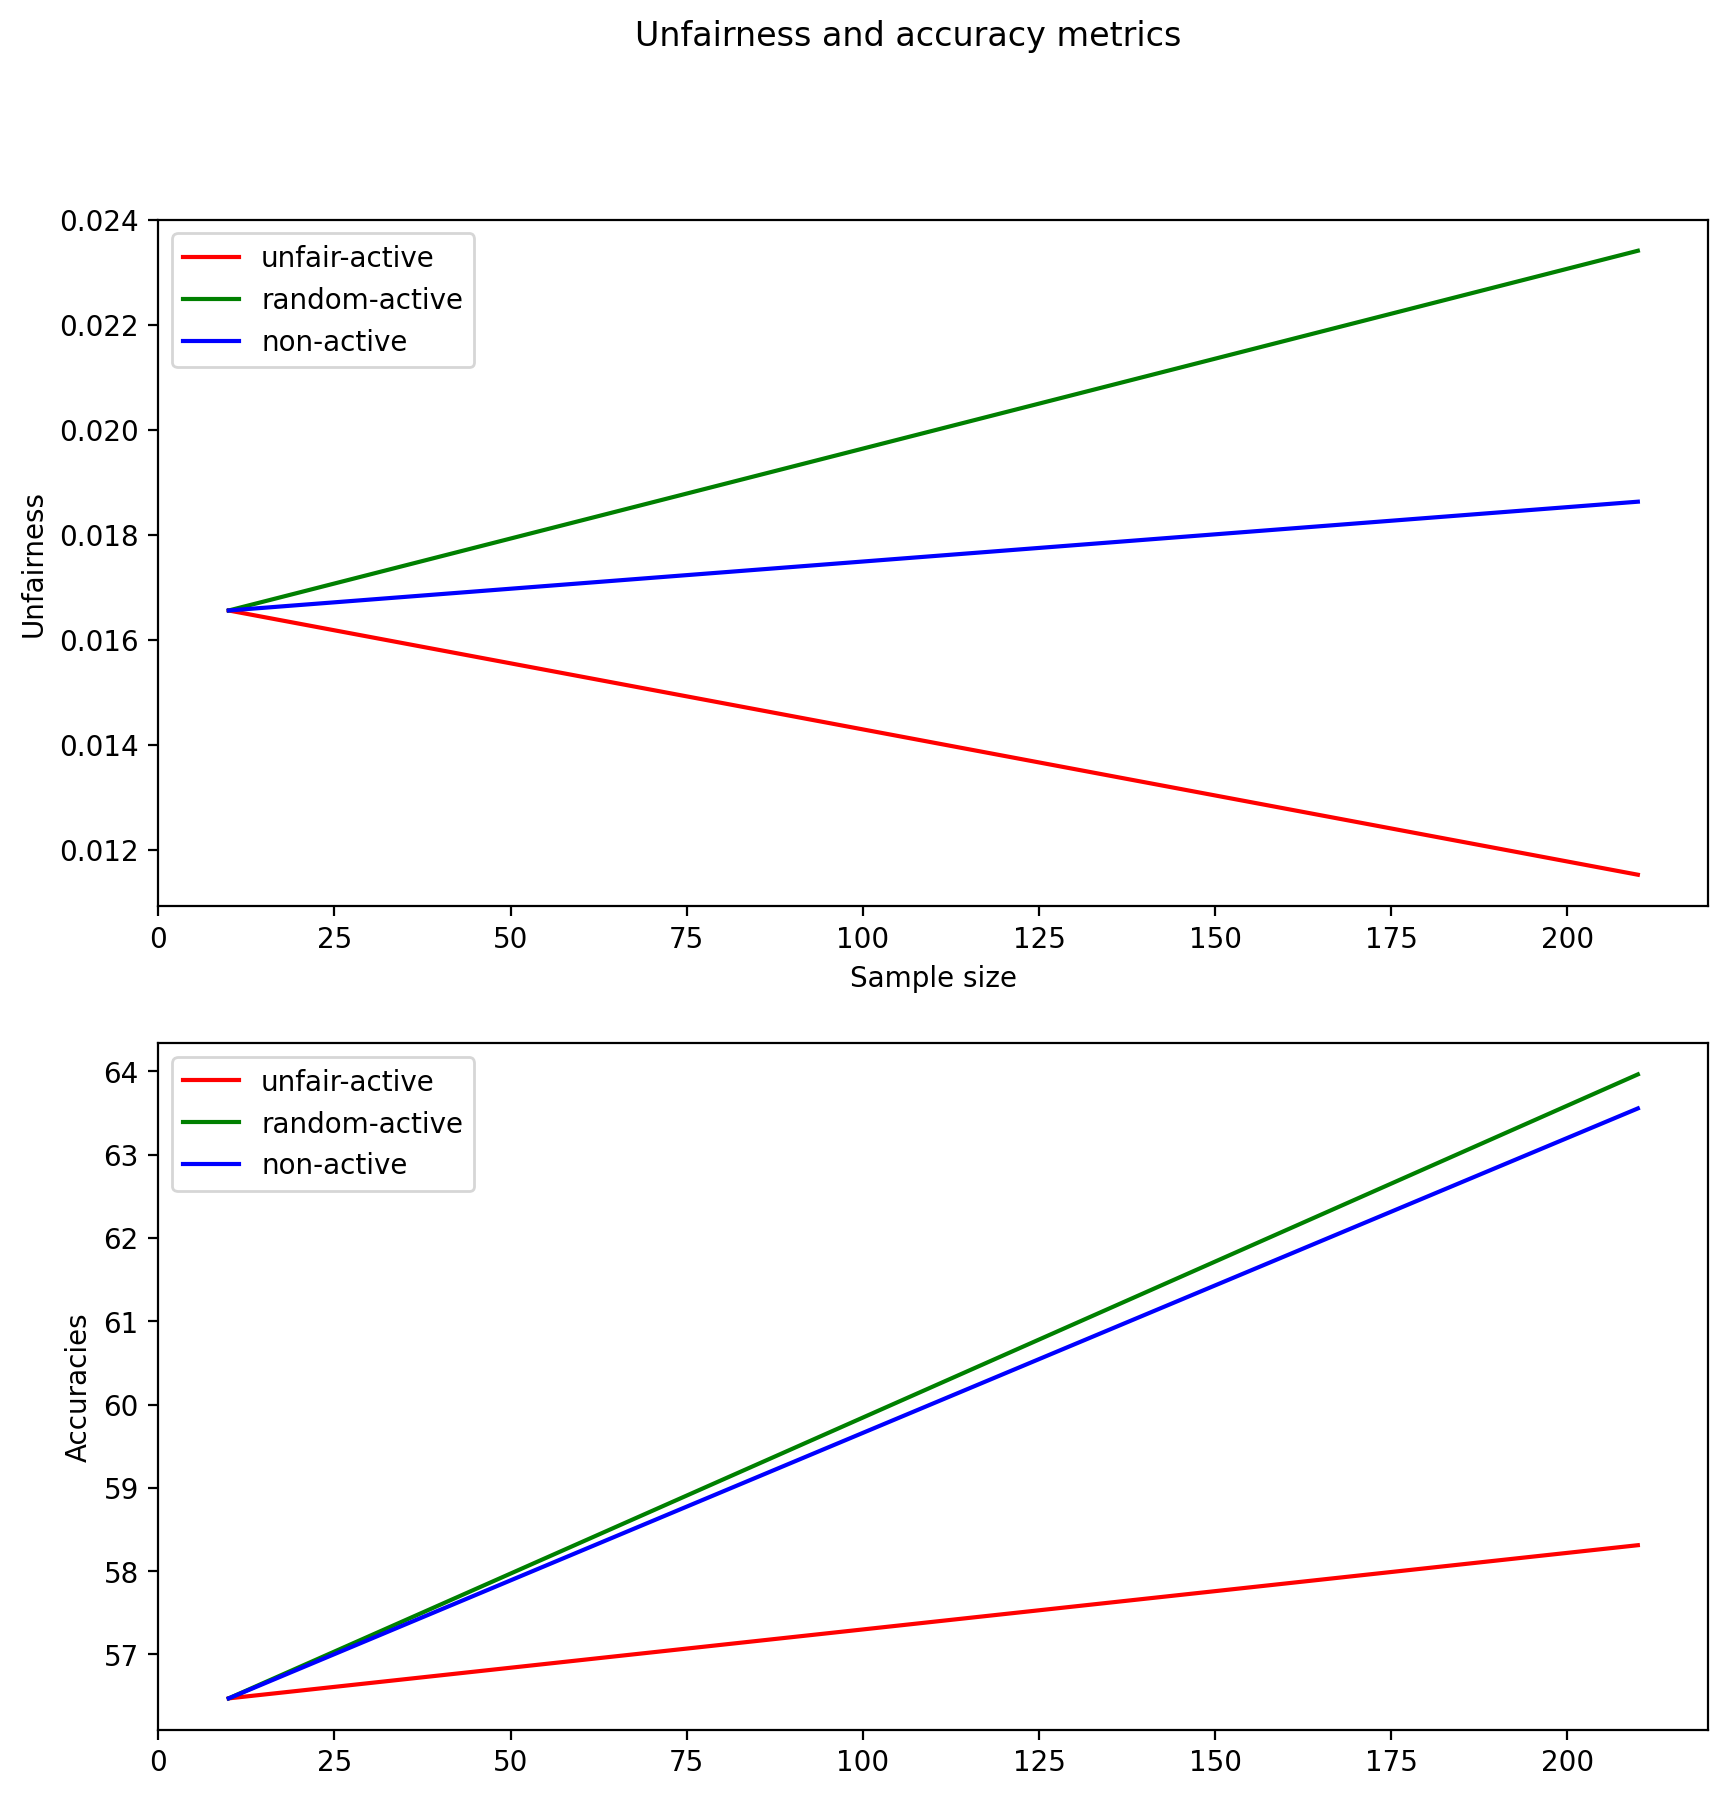 Unfairness and accuracy metrics
0.024
0.022
0.020
0.018
0.016
0.014
0.012
Unfairness
unfair-active
random-active
non-active
0 25 50 75 100 125 150 175 200
Sample size
64
63
62
61
60
59
58
57
Accuracies
unfair-active
random-active
non-active
0 25 50 75 100 125 150 175 200